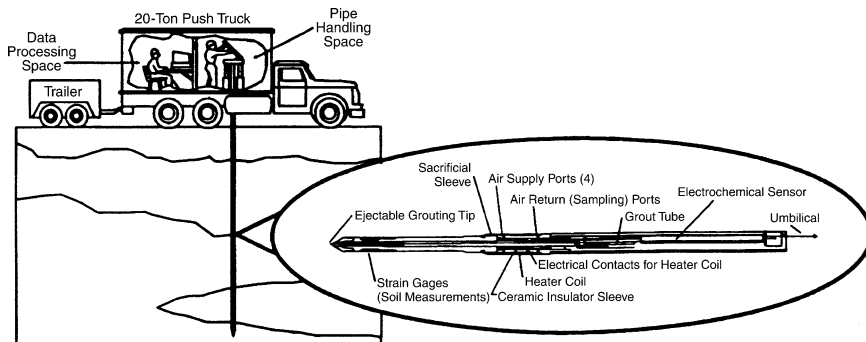 20-Ton Push Truck
Pipe
Handling
Space
Data
Processing
Space
Trailer
Sacrificial
Sleeve
Air Supply Ports (4)
Air Return (Sampling) Ports
Electrochemical Sensor
Grout Tube
Umbilical
Ejectable Grouting Tip
Electrical Contacts for Heater Coil
Strain Gages
Heater Coil
(Soil Measurements)
Ceramic Insulator Sleeve